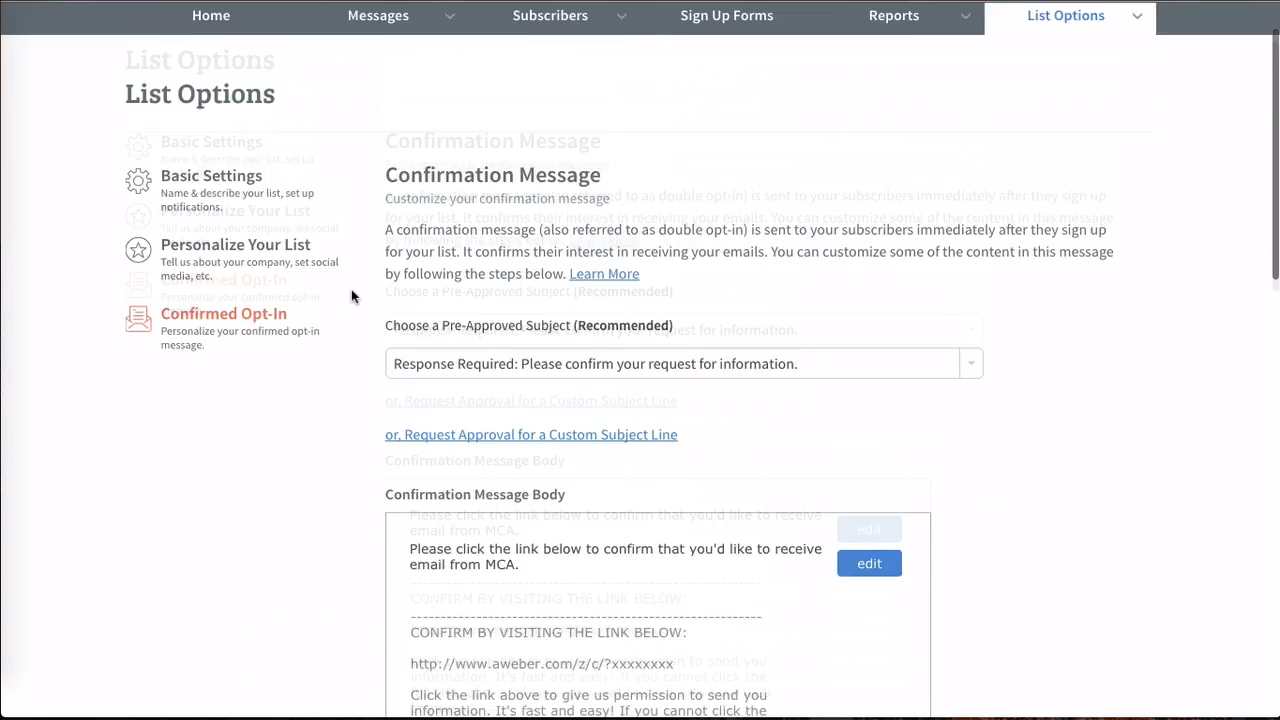 Home
Messages
Subscribers
Sign Up Forms
Reports
List Options
List Options
Basic Settings
Name & describe your list, set up
notifications.
Personalize Your List
Tell us about your company, set social
media, etc.
Confirmed Opt-In
Personalize your confirmed opt-in
message.
Confirmation Message
Customize your confirmation message
A confirmation message (also referred to as double opt-in) is sent to your subscribers immediately after they sign up
for your list. It confirms their interest in receiving your emails. You can customize some of the content in this message
by following the steps below. Learn More
Choose a Pre-Approved Subject (Recommended)
Response Required: Please confirm your request for information.
or, Request Approval for a Custom Subject Line
Confirmation Message Body
Please click the link below to confirm that you'd like to receive
email from MCA.
edit
------------------------------------------------------------
CONFIRM BY VISITING THE LINK BELOW:
http://www.aweber.com/z/c/?xxxxxxxx
Click the link above to give us permission to send you
information. It's fast and easy! If you cannot click the